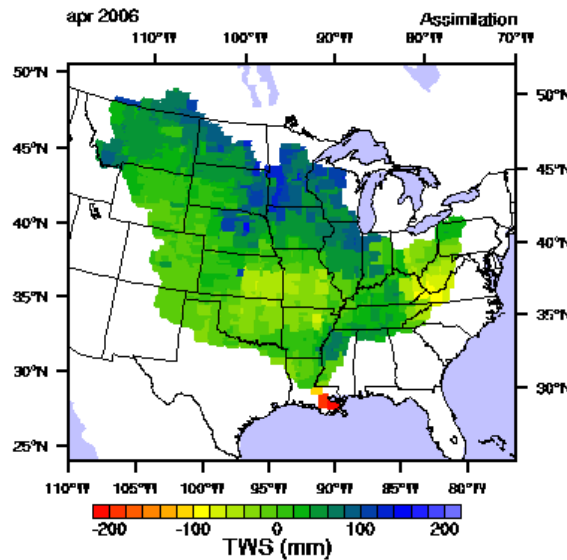 apr 2006 Assimilation
110°W 100°W 90°W 80°W 70°W
50°N 50°N
45°N 45°N
40°N 40°N
35°N 35°N
30°N 30°N
25°N
110°W 105°W 100°W 95°W 90°W 85°W 80°W
-200 -100 0 100 200
TWS (mm)